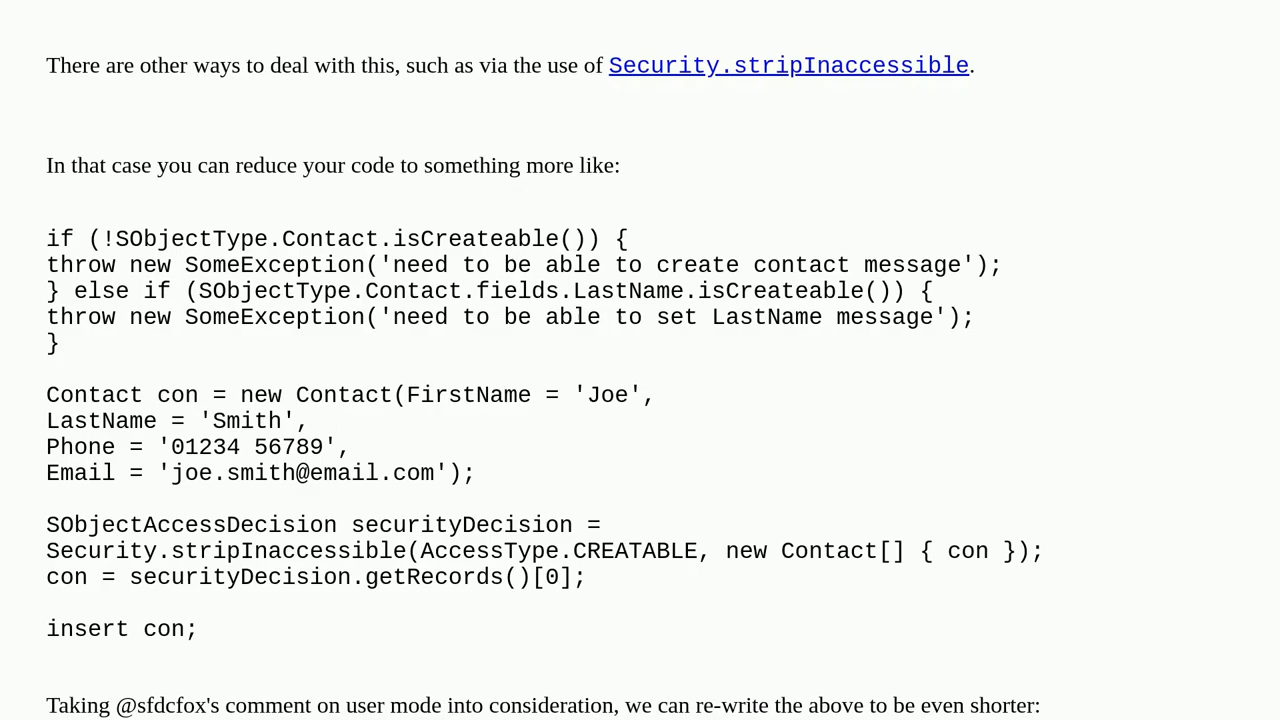 There are other ways to deal with this, such as via the use of Security.stripInaccessible.
In that case you can reduce your code to something more like:
if (!SObjectType.Contact.isCreateable()) {
throw new SomeException('need to be able to create contact message');
} else if (SObjectType.Contact.fields.LastName.isCreateable()) {
throw new SomeException('need to be able to set LastName message');
}
Contact con = new Contact(FirstName = 'Joe',
LastName = 'Smith',
Phone = '01234 56789',
Email = 'joe.smith@email.com');
SObjectAccessDecision securityDecision =
Security.stripInaccessible(AccessType.CREATABLE, new Contact[] { con });
con = securityDecision.getRecords()[0];
insert con;
Taking @sfdcfox's comment on user mode into consideration, we can re-write the above to be even shorter: